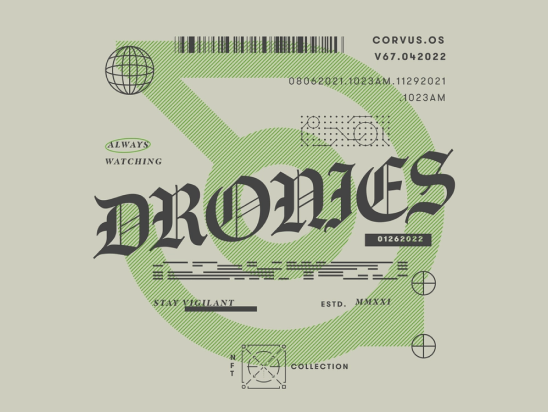 CORVUS.OS
V67.042022
08062021.1023AM.11292021
.1023AM
ALWAYS
WATCHING
DRONIES
01262022
STAY VIGILANT
ESTD. MMXXI
NFT
COLLECTION